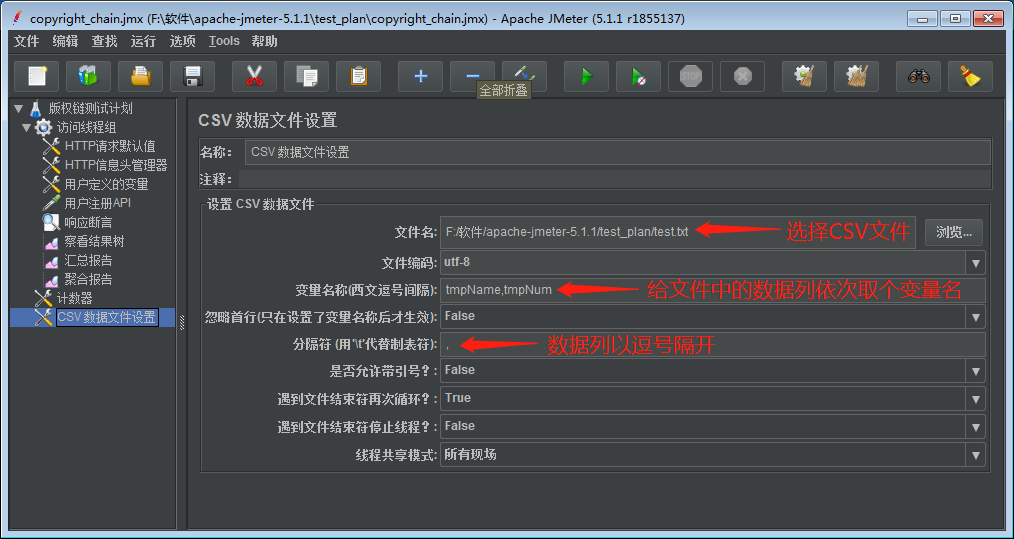 copyright_chain.jmx (F:\软件\apache-jmeter-5.1.1\test_plan\copyright_chain.jmx) - Apache JMeter (5.1.1 r1855137)
文件 编辑 查找 运行 选项 Tools 帮助
STOP
全部折叠
版权链测试计划
访问线程组
HTTP请求默认值
HTTP信息头管理器
用户定义的变量
用户注册API
响应断言
察看结果树
汇总报告
聚合报告
计数器
CSV 数据文件设置
CSV 数据文件设置
名称: CSV 数据文件设置
注释:
设置 CSV 数据文件
文件名: F:/软件/apache-jmeter-5.1.1/test_plan/test.txt 选择CSV文件 浏览...
文件编码: utf-8
变量名称(西文逗号间隔): tmpName,tmpNum 给文件中的数据列依次取个变量名
忽略首行(只在设置了变量名称后才生效): False
分隔符 (用'\t'代替制表符): , 数据列以逗号隔开
是否允许带引号?: False
遇到文件结束符再次循环?: True
遇到文件结束符停止线程?: False
线程共享模式: 所有现场